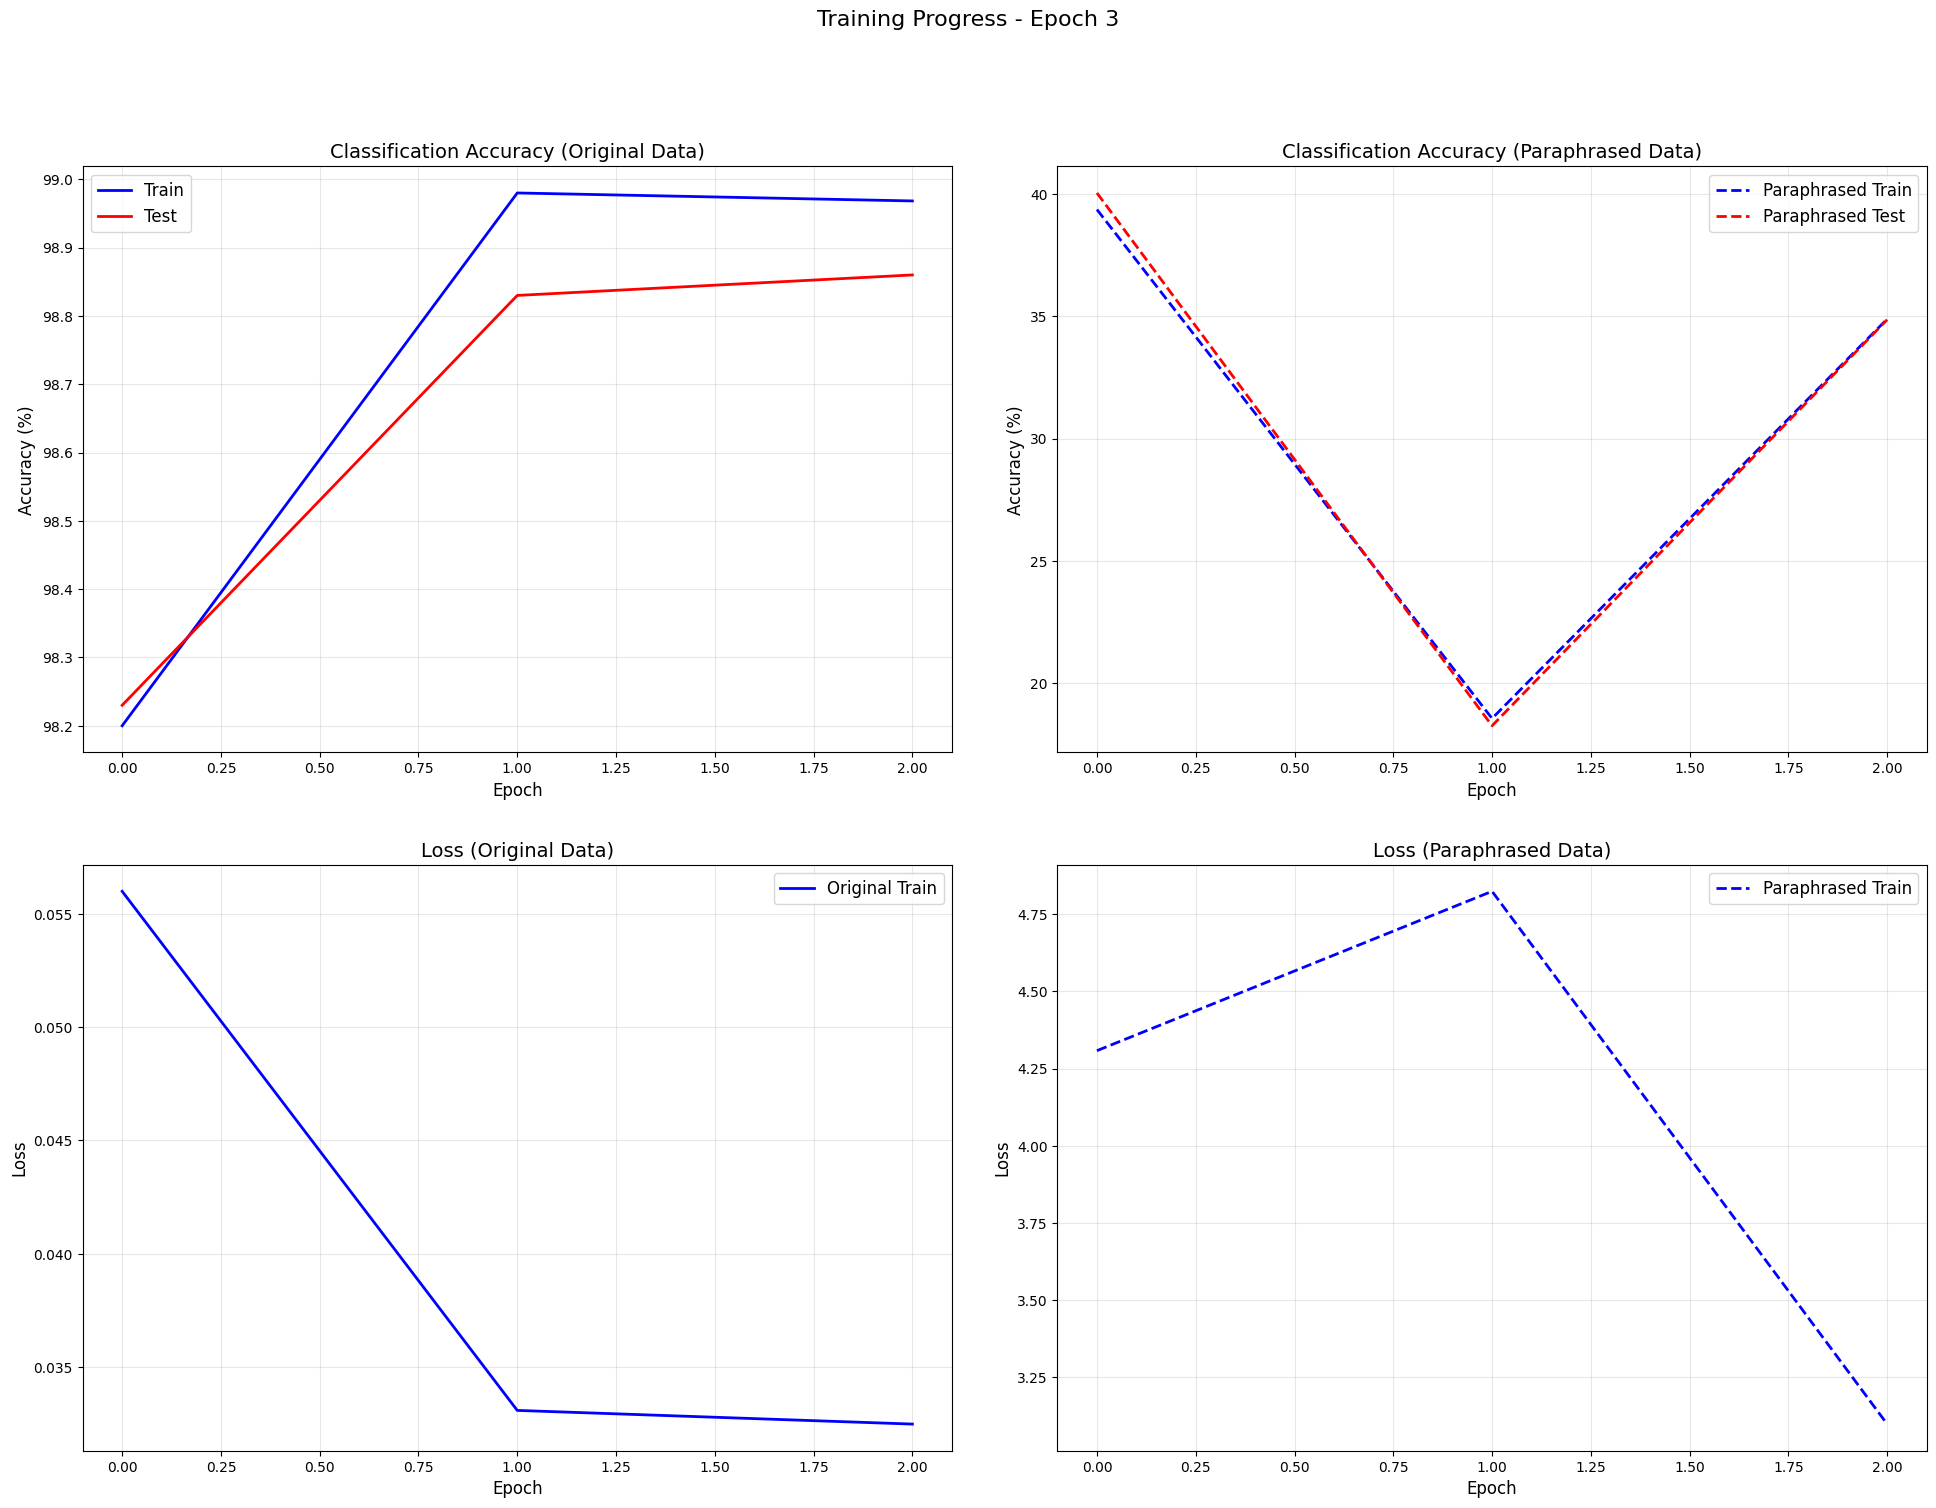 Training Progress - Epoch 3
Classification Accuracy (Original Data)
Train
Test
Accuracy (%)
99.0
98.9
98.8
98.7
98.6
98.5
98.4
98.3
98.2
0.00 0.25 0.50 0.75 1.00 1.25 1.50 1.75 2.00
Epoch
Classification Accuracy (Paraphrased Data)
Paraphrased Train
Paraphrased Test
Accuracy (%)
40
35
30
25
20
0.00 0.25 0.50 0.75 1.00 1.25 1.50 1.75 2.00
Epoch
Loss (Original Data)
Original Train
Loss
0.055
0.050
0.045
0.040
0.035
0.00 0.25 0.50 0.75 1.00 1.25 1.50 1.75 2.00
Epoch
Loss (Paraphrased Data)
Paraphrased Train
Loss
4.75
4.50
4.25
4.00
3.75
3.50
3.25
0.00 0.25 0.50 0.75 1.00 1.25 1.50 1.75 2.00
Epoch